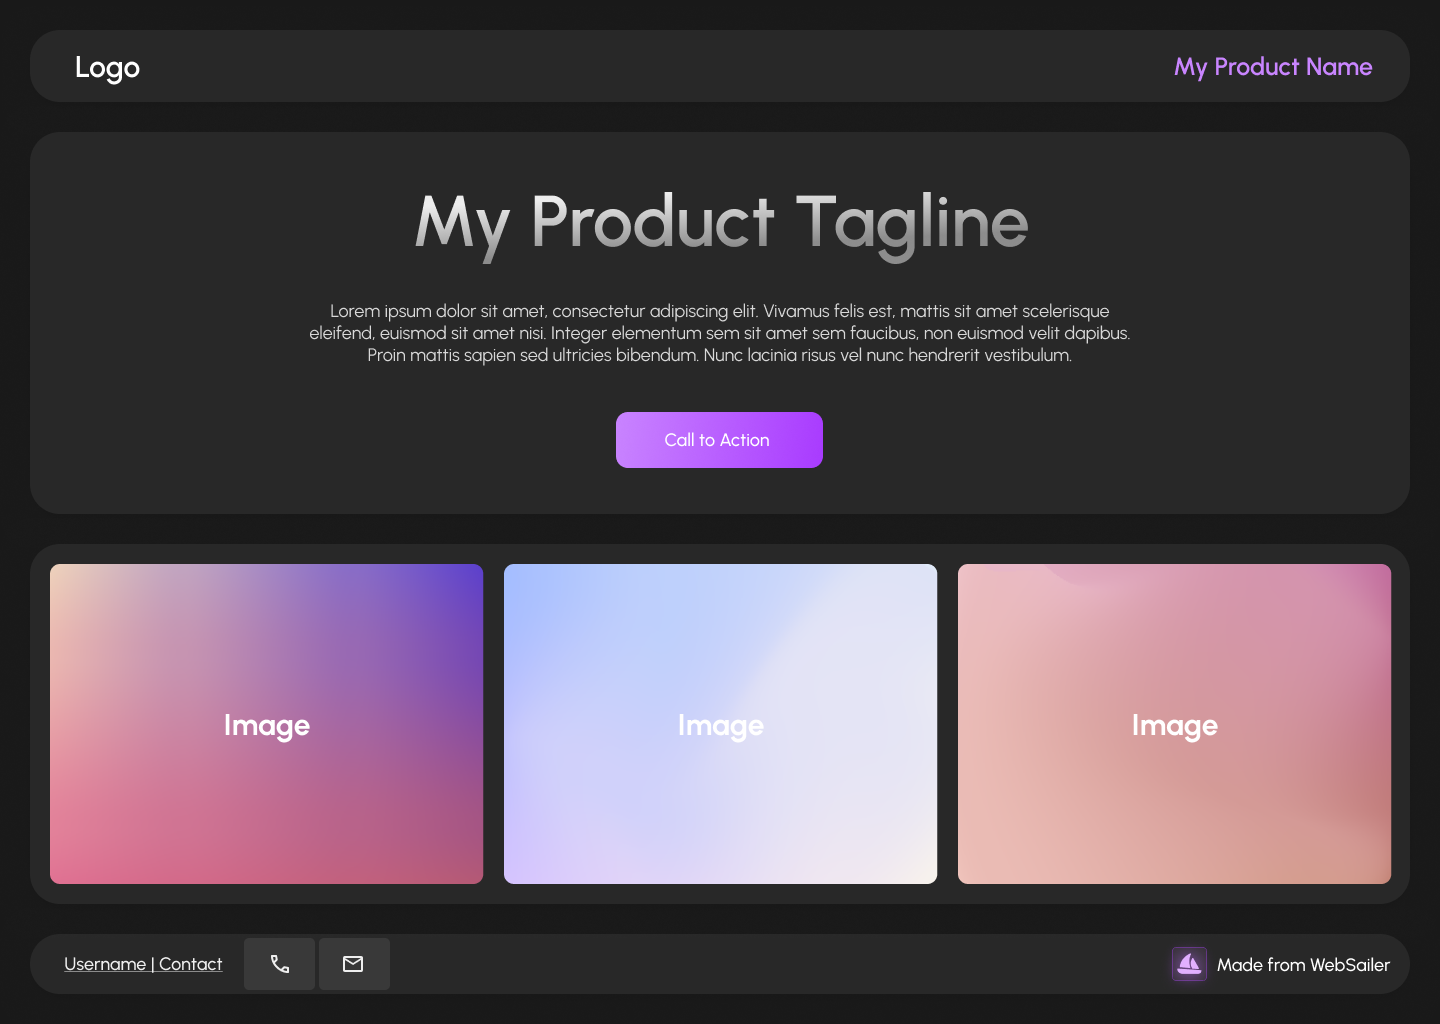 Logo
My Product Name
My Product Tagline
Lorem ipsum dolor sit amet, consectetur adipiscing elit. Vivamus felis est, mattis sit amet scelerisque
eleifend, euismod sit amet nisi. Integer elementum sem sit amet sem faucibus, non euismod velit dapibus.
Proin mattis sapien sed ultricies bibendum. Nunc lacinia risus vel nunc hendrerit vestibulum.
Call to Action
Image
Image
Image
Username | Contact
Made from WebSailer